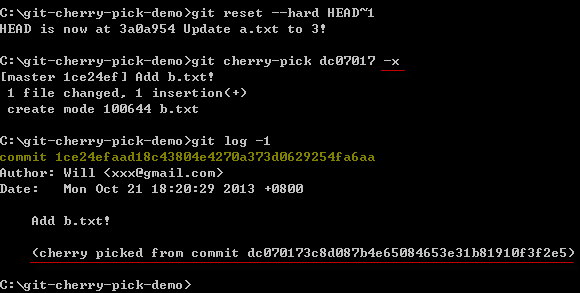 C:\git-cherry-pick-demo>git reset --hard HEAD~1
HEAD is now at 3a0a954 Update a.txt to 3!
C:\git-cherry-pick-demo>git cherry-pick dc07017 -x
[master 1ce24ef] Add b.txt!
 1 file changed, 1 insertion(+)
 create mode 100644 b.txt
C:\git-cherry-pick-demo>git log -1
commit 1ce24efaad18c43804e4270a373d0629254fa6aa
Author: Will <xxx@gmail.com>
Date:   Mon Oct 21 18:20:29 2013 +0800
    Add b.txt!
    (cherry picked from commit dc070173c8d087b4e65084653e31b81910f3f2e5)
C:\git-cherry-pick-demo>